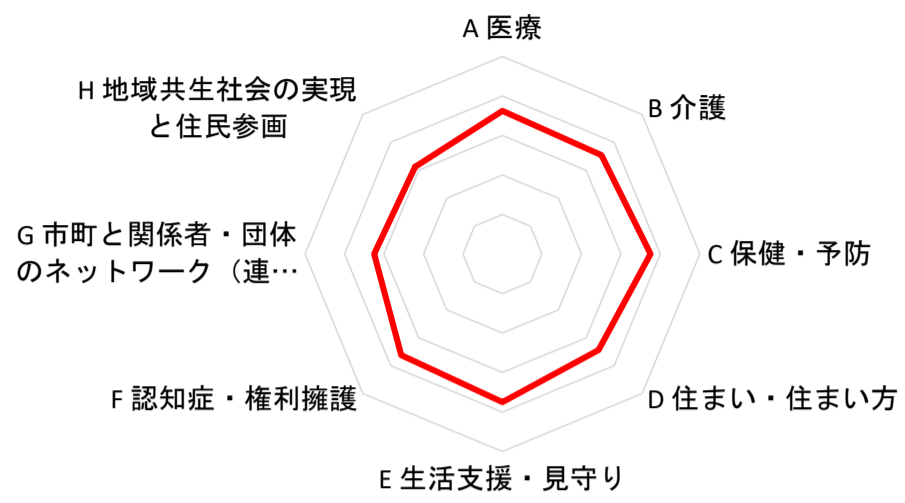 A 医療
B 介護
C 保健・予防
D 住まい・住まい方
E 生活支援・見守り
F 認知症・権利擁護
G 市町と関係者・団体
のネットワーク（連…
H 地域共生社会の実現
と住民参画